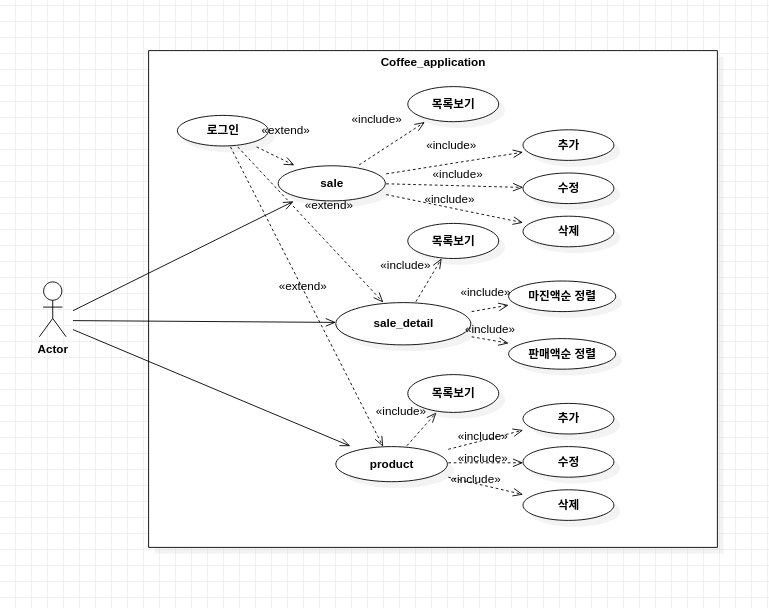 Coffee_application
목록보기
«include»
로그인
«extend»
«include»
추가
sale
«include»
수정
«extend»
«include»
삭제
목록보기
«include»
«extend»
«include»
마진액순 정렬
sale_detail
«include»
판매액순 정렬
Actor
목록보기
«include»
추가
«include»
product
«include»
수정
«include»
삭제